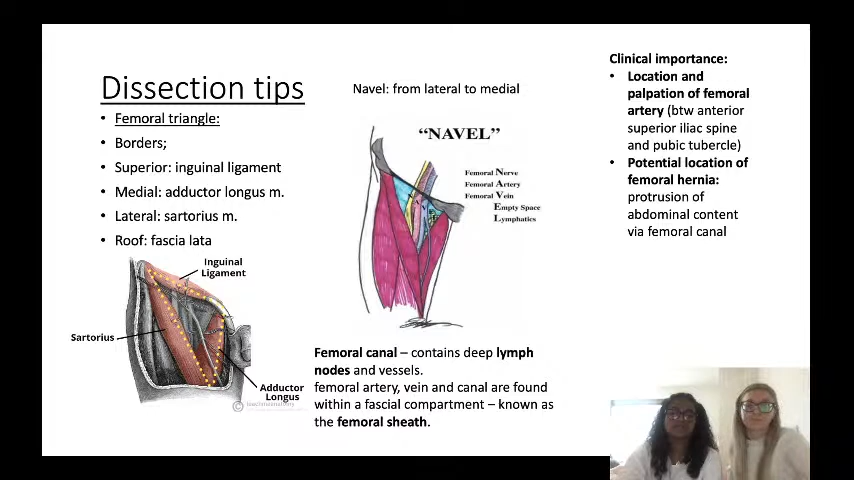 Dissection tips
• Femoral triangle:
• Borders;
• Superior: inguinal ligament
• Medial: adductor longus m.
• Lateral: sartorius m.
• Roof: fascia lata
Inguinal
Ligament
Sartorius
Adductor
Longus
Navel: from lateral to medial
“NAVEL”
Femoral Nerve
Femoral Artery
Femoral Vein
Empty Space
Lymphatics
Femoral canal – contains deep lymph
nodes and vessels.
femoral artery, vein and canal are found
within a fascial compartment – known as
the femoral sheath.
Clinical importance:
• Location and
palpation of femoral
artery (btw anterior
superior iliac spine
and pubic tubercle)
• Potential location of
femoral hernia:
protrusion of
abdominal content
via femoral canal